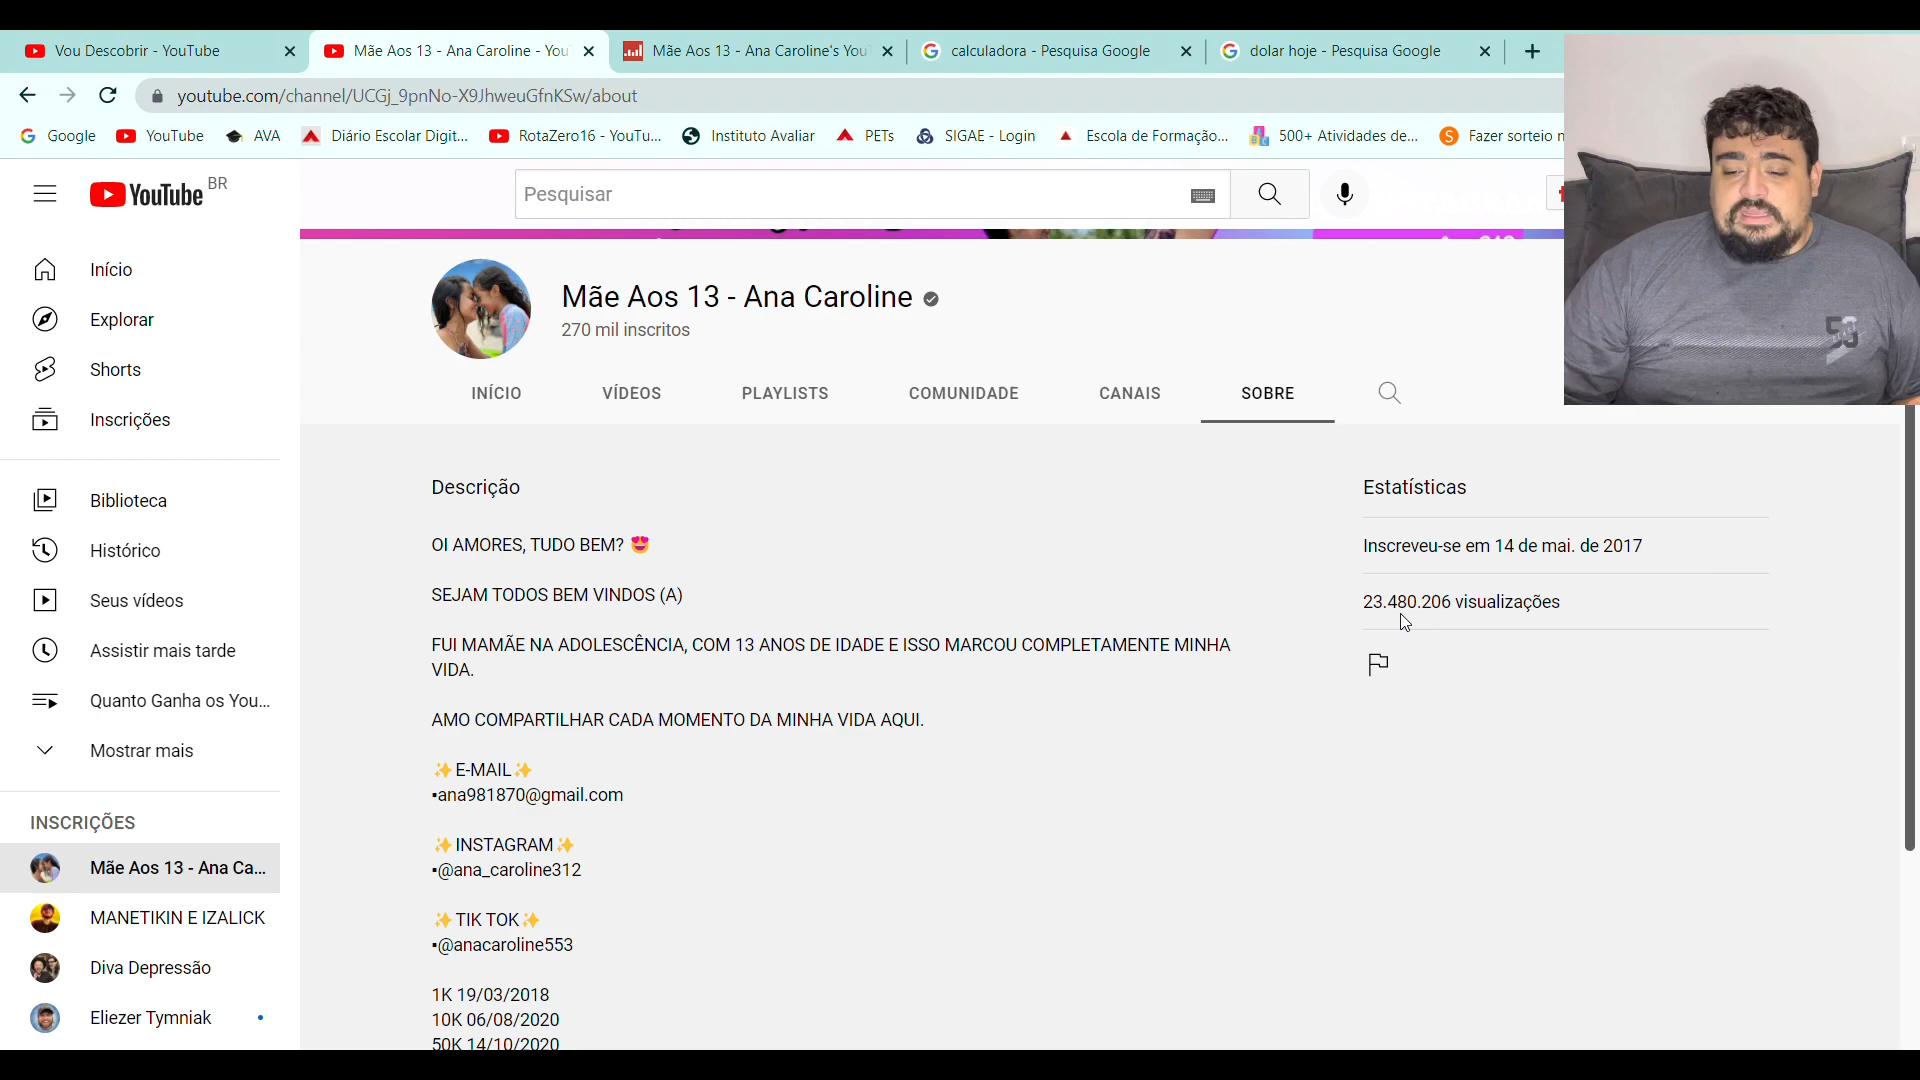 Vou Descobrir - YouTube
Mãe Aos 13 - Ana Caroline - You
Mãe Aos 13 - Ana Caroline's You
calculadora - Pesquisa Google
dolar hoje - Pesquisa Google
youtube.com/channel/UCGj_9pnNo-X9JhweuGfnKSw/about
Google
YouTube
AVA
Diário Escolar Digit...
RotaZero16 - YouTu...
Instituto Avaliar
PETs
SIGAE - Login
Escola de Formação...
500+ Atividades de...
Fazer sorteio
YouTube BR
Pesquisar
Início
Explorar
Shorts
Inscrições
Biblioteca
Histórico
Seus vídeos
Assistir mais tarde
Quanto Ganha os You...
Mostrar mais
INSCRIÇÕES
Mãe Aos 13 - Ana Ca...
MANETIKIN E IZALICK
Diva Depressão
Eliezer Tymniak
Mãe Aos 13 - Ana Caroline
270 mil inscritos
INÍCIO
VÍDEOS
PLAYLISTS
COMUNIDADE
CANAIS
SOBRE
Descrição
OI AMORES, TUDO BEM? 😍
SEJAM TODOS BEM VINDOS (A)
FUI MAMÃE NA ADOLESCÊNCIA, COM 13 ANOS DE IDADE E ISSO MARCOU COMPLETAMENTE MINHA
VIDA.
AMO COMPARTILHAR CADA MOMENTO DA MINHA VIDA AQUI.
✨E-MAIL✨
•ana981870@gmail.com
✨INSTAGRAM✨
•@ana_caroline312
✨TIK TOK✨
•@anacaroline553
1K 19/03/2018
10K 06/08/2020
50K 14/10/2020
Estatísticas
Inscreveu-se em 14 de mai. de 2017
23.480.206 visualizações
53